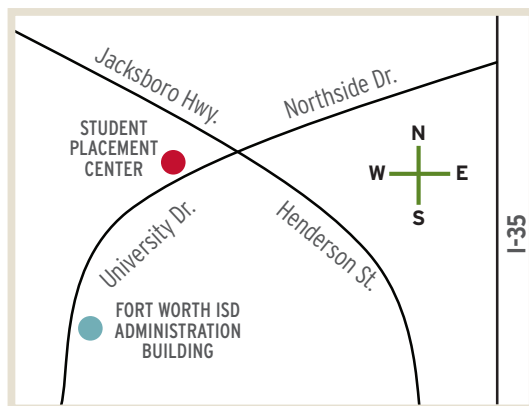 Jacksboro Hwy.
Northside Dr.
STUDENT
PLACEMENT
CENTER
N
W
E
S
University Dr.
Henderson St.
I-35
FORT WORTH ISD
ADMINISTRATION
BUILDING